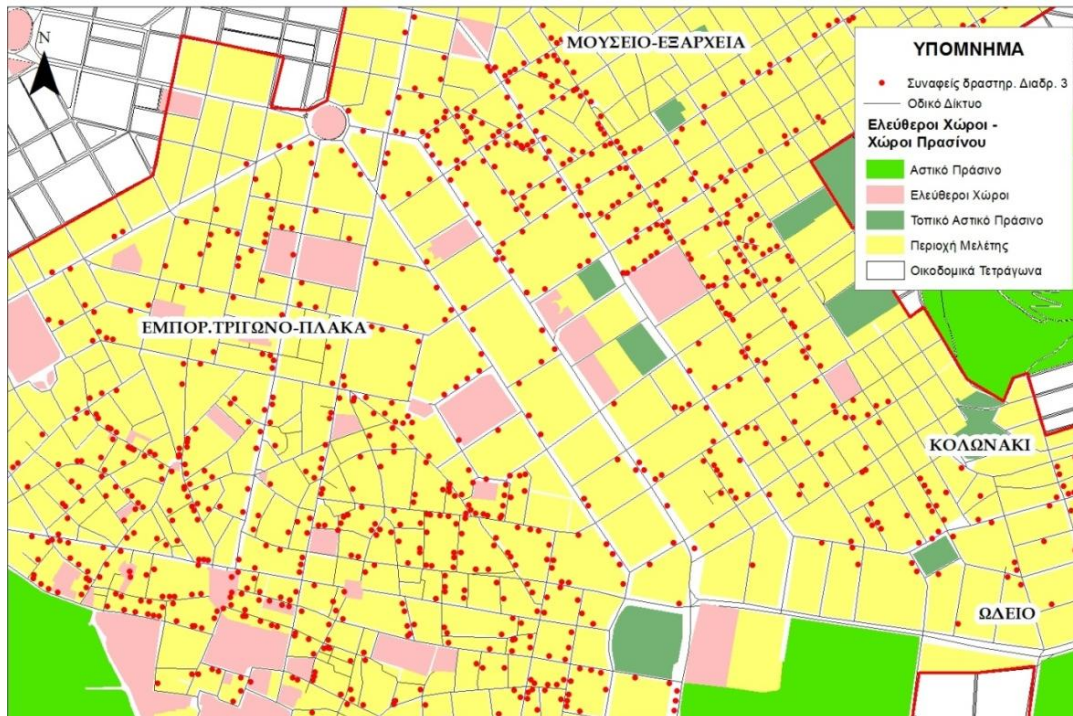 N
ΜΟΥΣΕΙΟ-ΕΞΑΡΧΕΙΑ
ΕΜΠΟΡ.ΤΡΙΓΩΝΟ-ΠΛΑΚΑ
ΚΟΛΩΝΑΚΙ
ΩΔΕΙΟ
ΥΠΟΜΝΗΜΑ
Συναφείς δραστηρ. Διαδρ. 3
Οδικό Δίκτυο
Ελεύθεροι Χώροι -
Χώροι Πρασίνου
Αστικό Πράσινο
Ελεύθεροι Χώροι
Τοπικό Αστικό Πράσινο
Περιοχή Μελέτης
Οικοδομικά Τετράγωνα